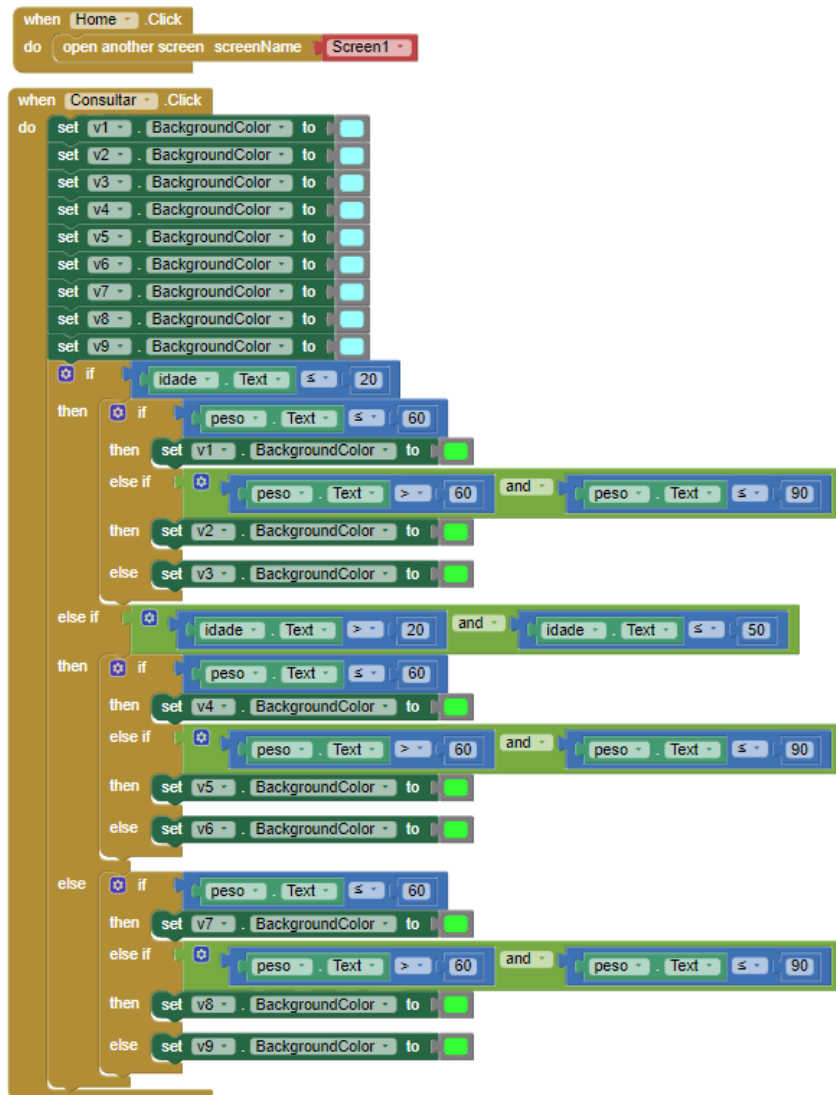 when Home .Click
do open another screen screenName Screen1
when Consultar .Click
do set v1 . BackgroundColor to
set v2 . BackgroundColor to
set v3 . BackgroundColor to
set v4 . BackgroundColor to
set v5 . BackgroundColor to
set v6 . BackgroundColor to
set v7 . BackgroundColor to
set v8 . BackgroundColor to
set v9 . BackgroundColor to
if idade . Text ≤ 20
then if peso . Text ≤ 60
then set v1 . BackgroundColor to
else if peso . Text > 60 and peso . Text ≤ 90
then set v2 . BackgroundColor to
else set v3 . BackgroundColor to
else if idade . Text > 20 and idade . Text ≤ 50
then if peso . Text ≤ 60
then set v4 . BackgroundColor to
else if peso . Text > 60 and peso . Text ≤ 90
then set v5 . BackgroundColor to
else set v6 . BackgroundColor to
else if peso . Text ≤ 60
then set v7 . BackgroundColor to
else if peso . Text > 60 and peso . Text ≤ 90
then set v8 . BackgroundColor to
else set v9 . BackgroundColor to